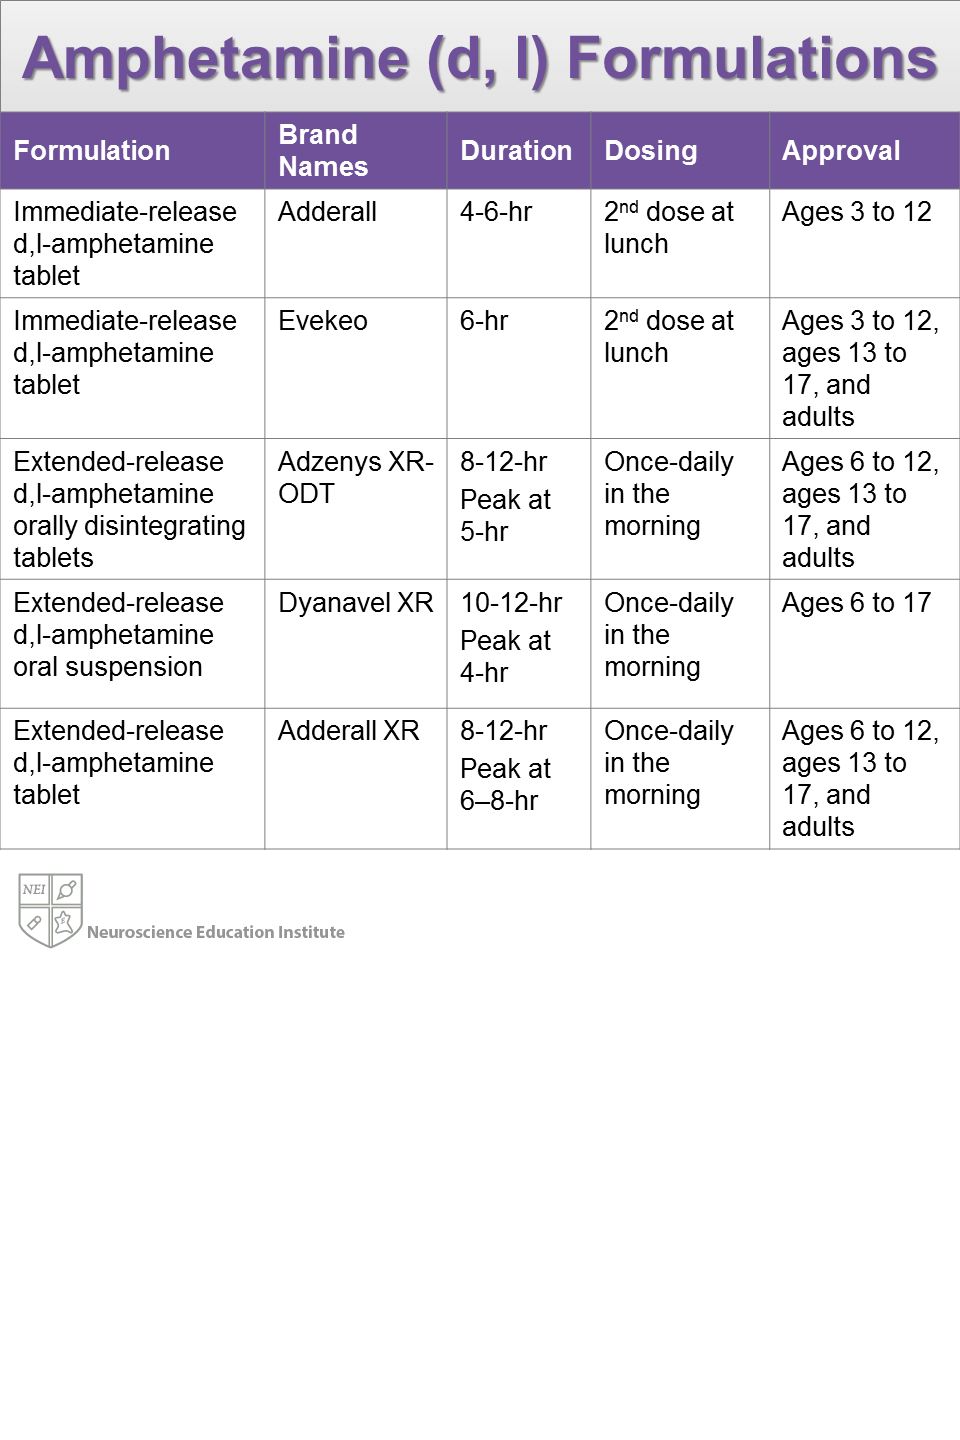 Amphetamine (d, l) Formulations
Formulation
Brand
Names
Duration
Dosing
Approval
Immediate-release
d,l-amphetamine
tablet
Adderall
4-6-hr
2nd dose at
lunch
Ages 3 to 12
Immediate-release
d,l-amphetamine
tablet
Evekeo
6-hr
2nd dose at
lunch
Ages 3 to 12,
ages 13 to
17, and
adults
Extended-release
d,l-amphetamine
orally disintegrating
tablets
Adzenys XR-
ODT
8-12-hr
Peak at
5-hr
Once-daily
in the
morning
Ages 6 to 12,
ages 13 to
17, and
adults
Extended-release
d,l-amphetamine
oral suspension
Dyanavel XR
10-12-hr
Peak at
4-hr
Once-daily
in the
morning
Ages 6 to 17
Extended-release
d,l-amphetamine
tablet
Adderall XR
8-12-hr
Peak at
6–8-hr
Once-daily
in the
morning
Ages 6 to 12,
ages 13 to
17, and
adults
NEI
Neuroscience Education Institute